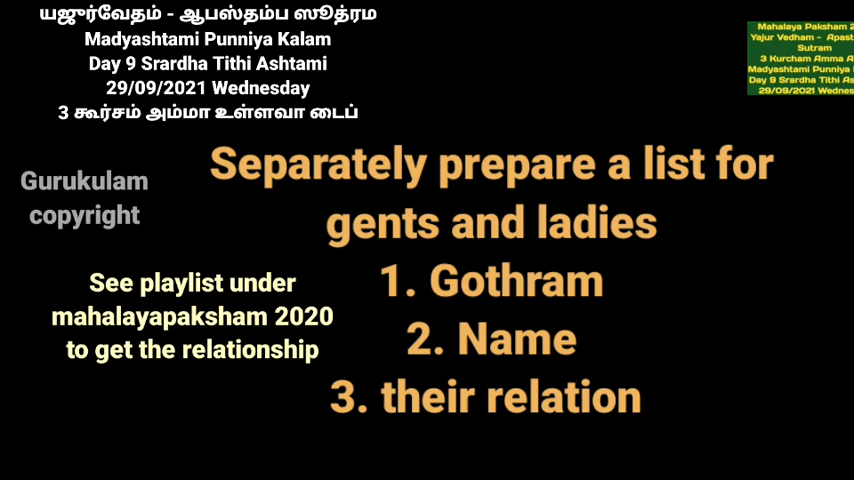 யஜுர்வேதம் - ஆபஸ்தம்ப ஸூத்ரம
Madyashtami Punniya Kalam
Day 9 Srardha Tithi Ashtami
29/09/2021 Wednesday
3 கூர்சம் அம்மா உள்ளவா டைப்
Mahalaya Paksham 2
Yajur Vedham - Apast
Sutram
3 Kurcham Amma A
Madyashtami Punniya
Day 9 Srardha Tithi As
29/09/2021 Wednes
Gurukulam
copyright
Separately prepare a list for
gents and ladies
1. Gothram
2. Name
3. their relation
See playlist under
mahalayapaksham 2020
to get the relationship